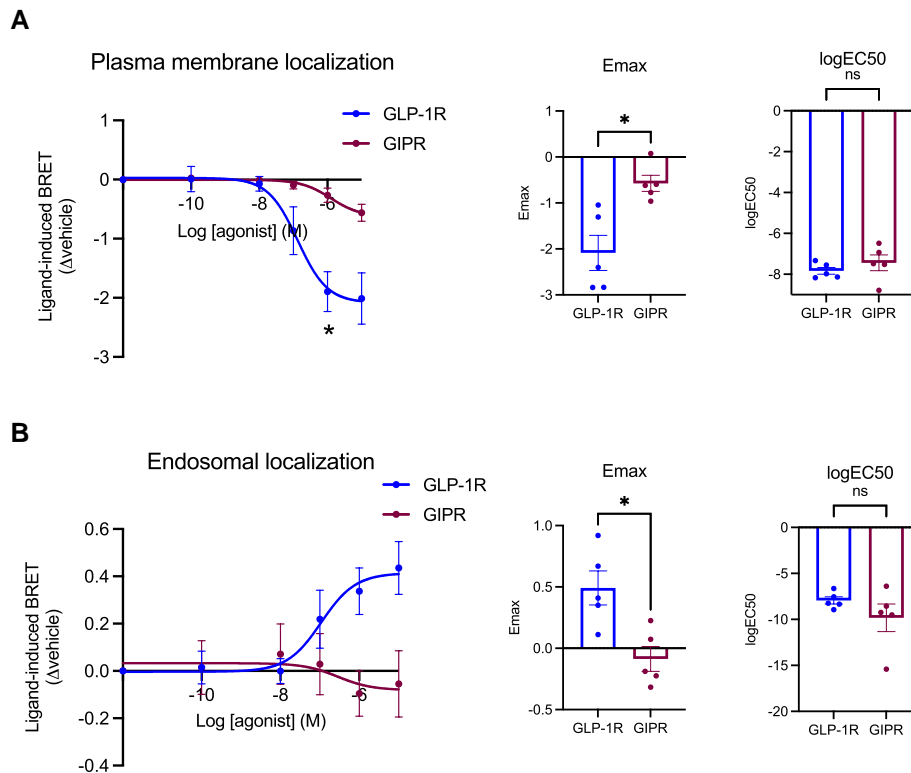 A
Plasma membrane localization
GLP-1R
GIPR
Ligand-induced BRET
(Δvehicle)
1
0
-1
-2
-3
-10
-8
-6
Log [agonist] (M)
*
Emax
*
Emax
1
0
-1
-2
-3
GLP-1R
GIPR
logEC50
ns
logEC50
0
-2
-4
-6
-8
GLP-1R
GIPR
B
Endosomal localization
GLP-1R
GIPR
Ligand-induced BRET
(Δvehicle)
0.6
0.4
0.2
0.0
-0.2
-0.4
-10
-8
-6
Log [agonist] (M)
Emax
*
Emax
1.0
0.5
0.0
-0.5
GLP-1R
GIPR
logEC50
ns
logEC50
0
-5
-10
-15
-20
GLP-1R
GIPR